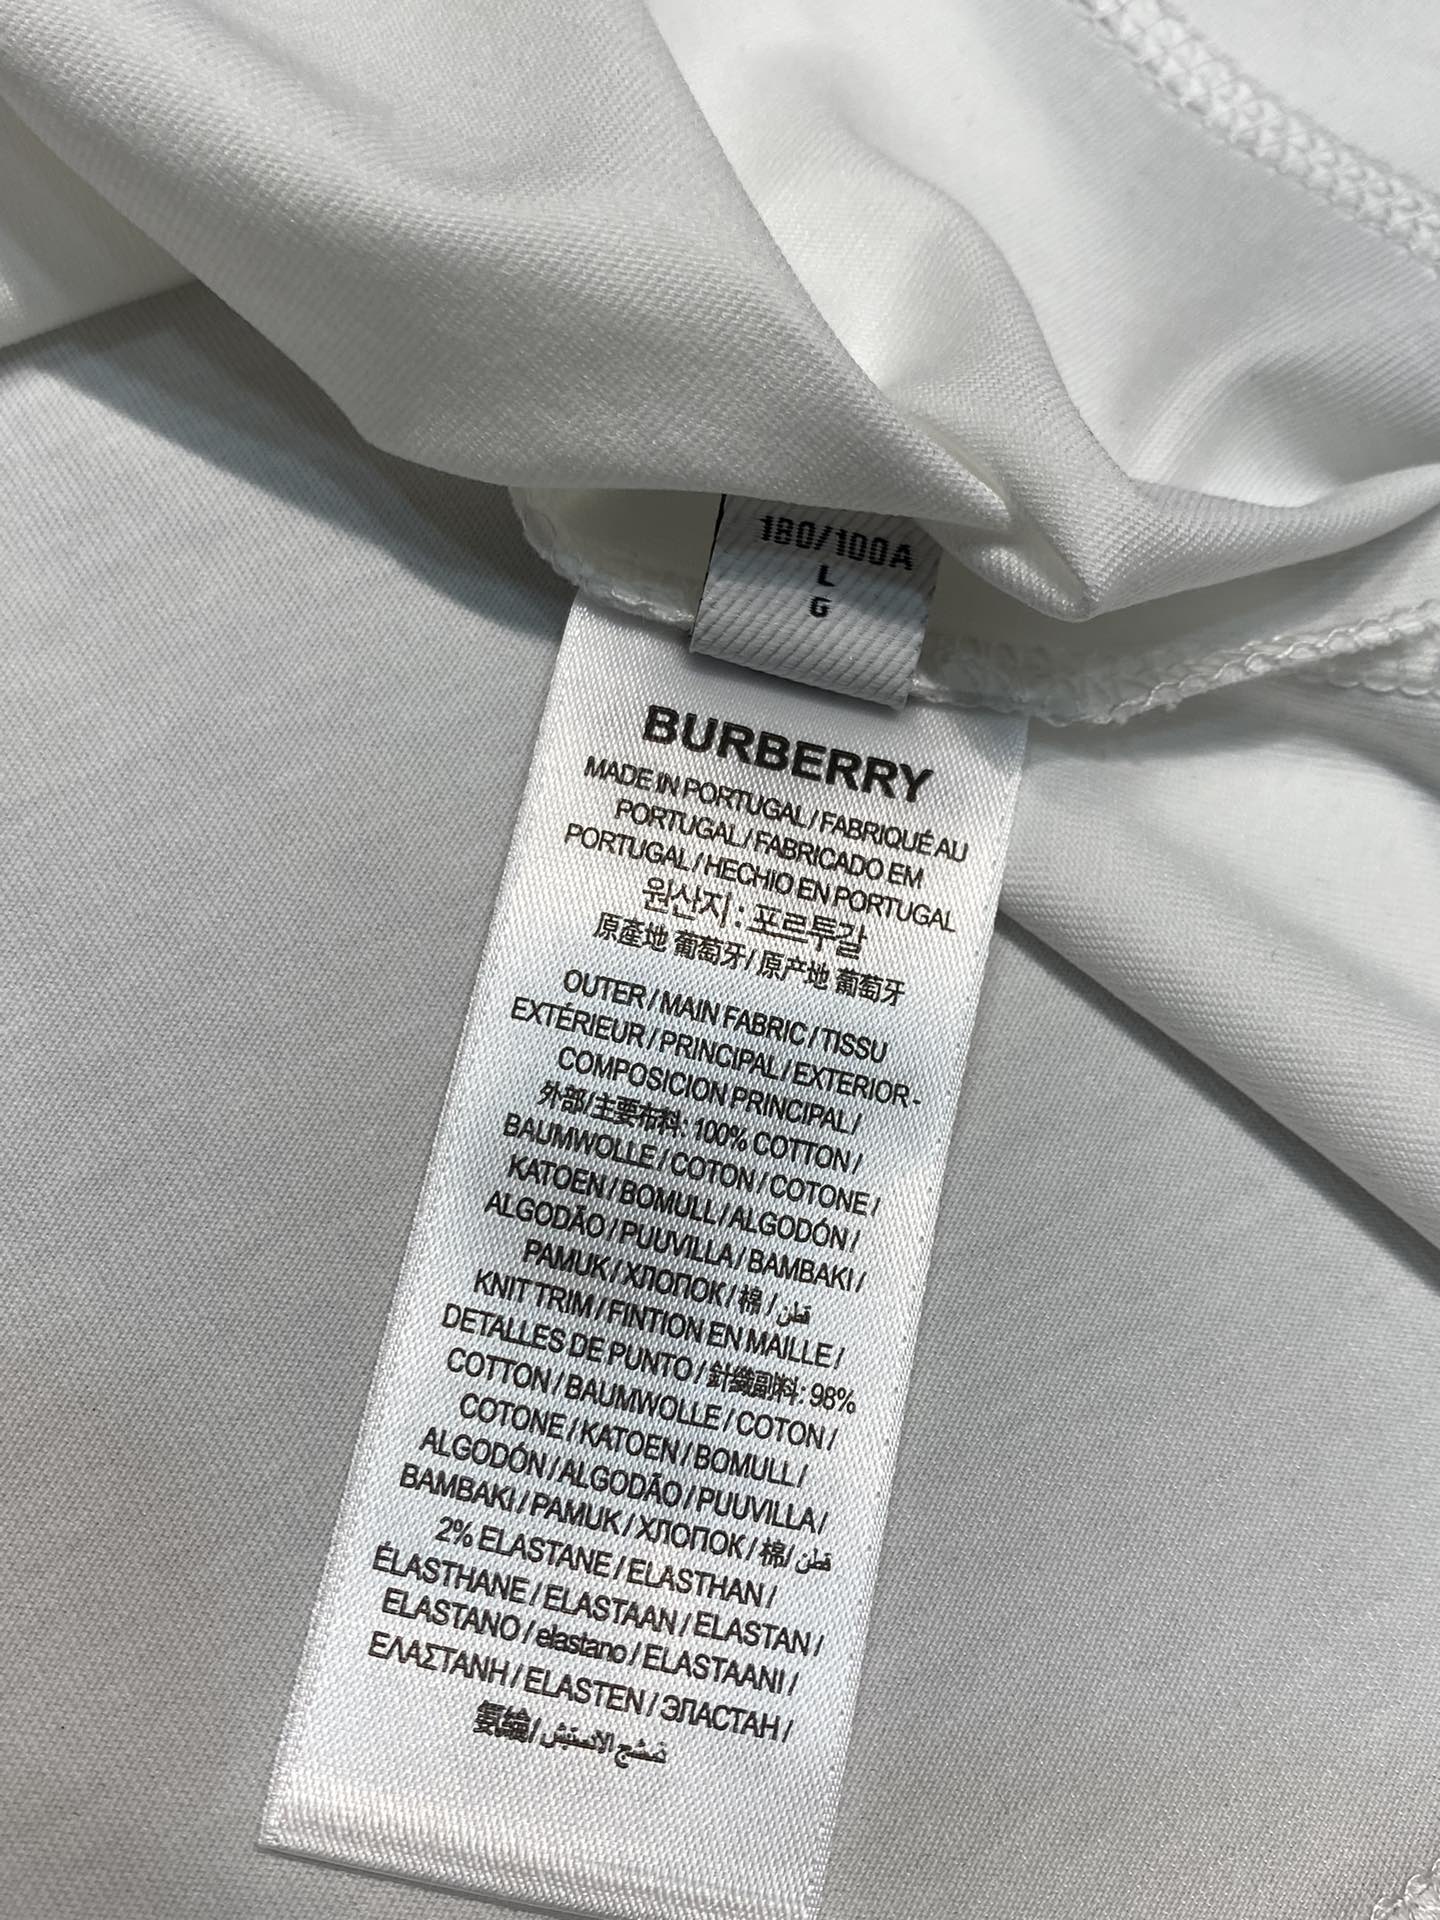 180/100A
L
G
BURBERRY
MADE IN PORTUGAL / FABRIQUÉ AU
PORTUGAL / FABRICADO EM
PORTUGAL / HECHIO EN PORTUGAL
원산지 : 포르투갈
原產地 葡萄牙 / 原产地 葡萄牙
OUTER / MAIN FABRIC / TISSU
EXTÉRIEUR / PRINCIPAL / EXTERIOR -
COMPOSICION PRINCIPAL /
外部/主要布料: 100% COTTON /
BAUMWOLLE / COTON / COTONE /
KATOEN / BOMULL / ALGODÓN /
ALGODÃO / PUUVILLA / BAMBAKI /
PAMUK / ХЛОПОК / 棉 / قطن
KNIT TRIM / FINTION EN MAILLE /
DETALLES DE PUNTO / 針織副料: 98%
COTTON / BAUMWOLLE / COTON /
COTONE / KATOEN / BOMULL /
ALGODÓN / ALGODÃO / PUUVILLA /
BAMBAKI / PAMUK / ХЛОПОК / 棉 / قطن
2% ELASTANE / ELASTHAN /
ÉLASTHANE / ELASTAAN / ELASTAN /
ELASTANO / elastano / ELASTAANI /
ΕΛΑΣΤΑΝΗ / ELASTEN / ЭЛАСТАН /
氨綸 /